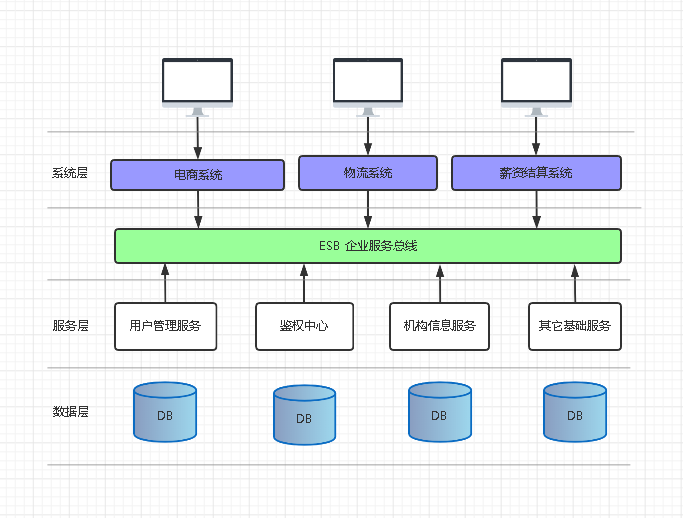 系统层
电商系统
物流系统
薪资结算系统
ESB 企业服务总线
服务层
用户管理服务
鉴权中心
机构信息服务
其它基础服务
数据层
DB
DB
DB
DB